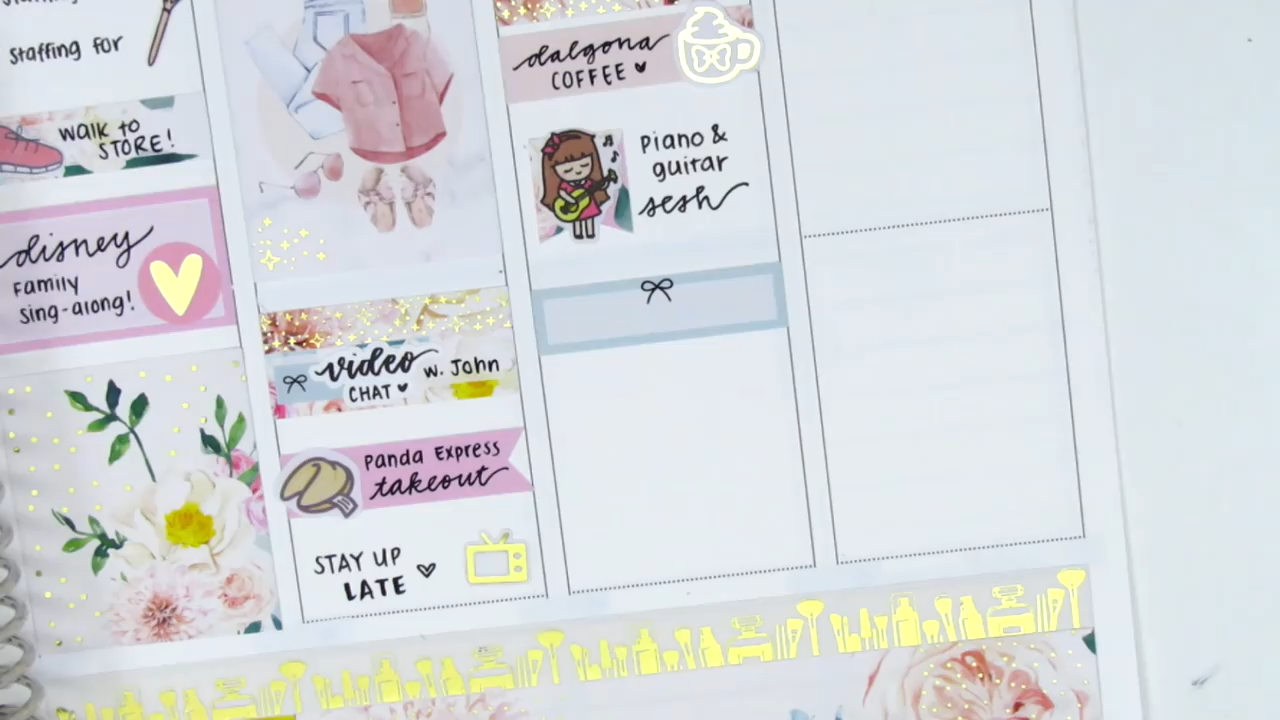 staffing for
walk to
STORE!
disney
Family
sing-along!
video
CHAT
w. John
Panda Express
takeout
STAY UP
LATE
dalgona
COFFEE
piano &
guitar
sesh